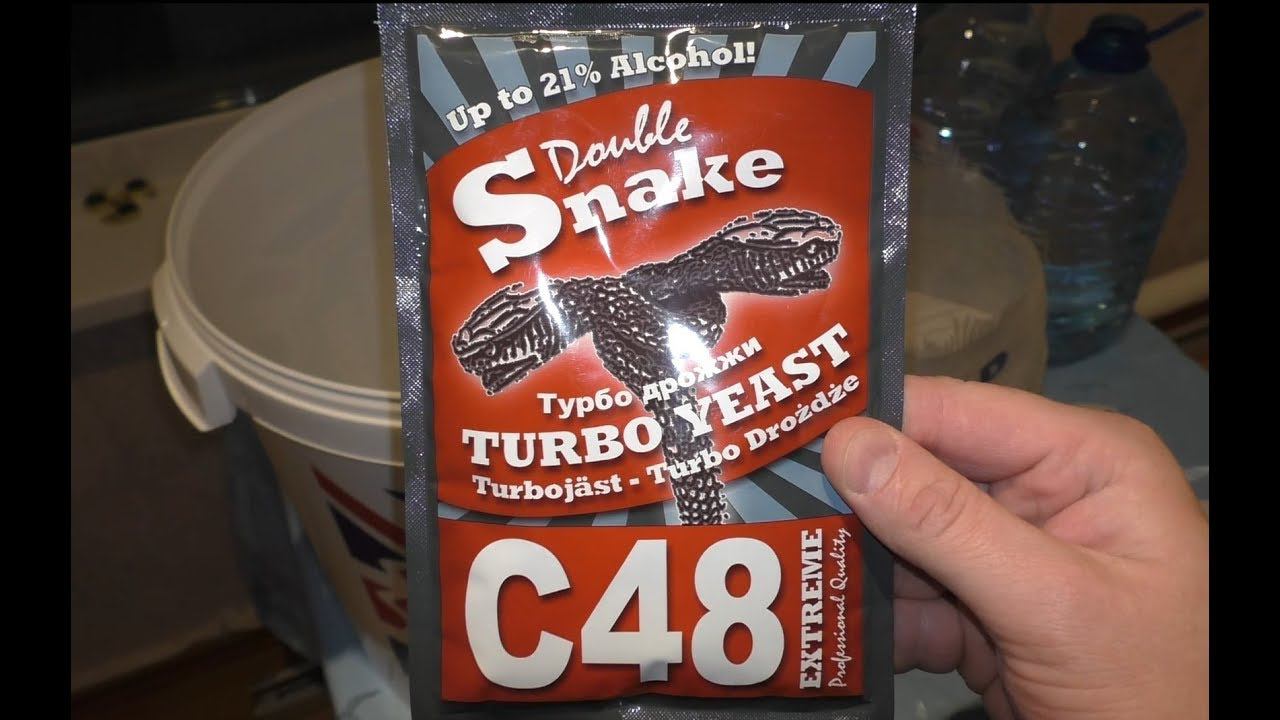 Up to 21% Alcohol!
Double
Snake
Турбо дрожжи
TURBO YEAST
Turbojäst - Turbo Drożdże
C48
EXTREME
Professional Quality